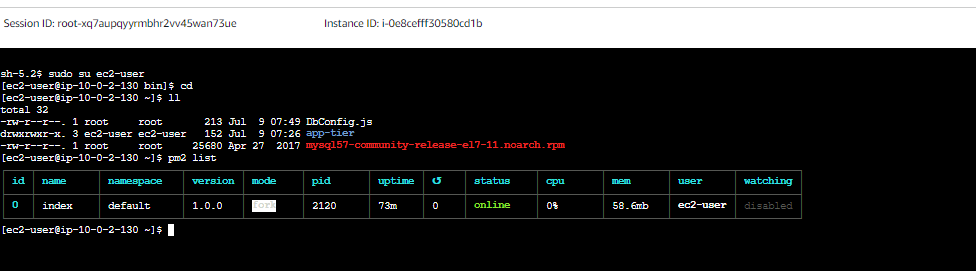 Session ID: root-xq7aupqyyrmbhr2vv45wan73ue Instance ID: i-0e8cefff30580cd1b
sh-5.2$ sudo su ec2-user
[ec2-user@ip-10-0-2-130 bin]$ cd
[ec2-user@ip-10-0-2-130 ~]$ ll
total 32
-rw-r--r--. 1 root root 213 Jul 9 07:49 DbConfig.js
drwxrwxr-x. 3 ec2-user ec2-user 152 Jul 9 07:26 app-tier
-rw-r--r--. 1 root root 25680 Apr 27 2017 mysql57-community-release-el7-11.noarch.rpm
[ec2-user@ip-10-0-2-130 ~]$ pm2 list
id name namespace version mode pid uptime ↺ status cpu mem user watching
0 index default 1.0.0 fork 2120 73m 0 online 0% 58.6mb ec2-user disabled
[ec2-user@ip-10-0-2-130 ~]$